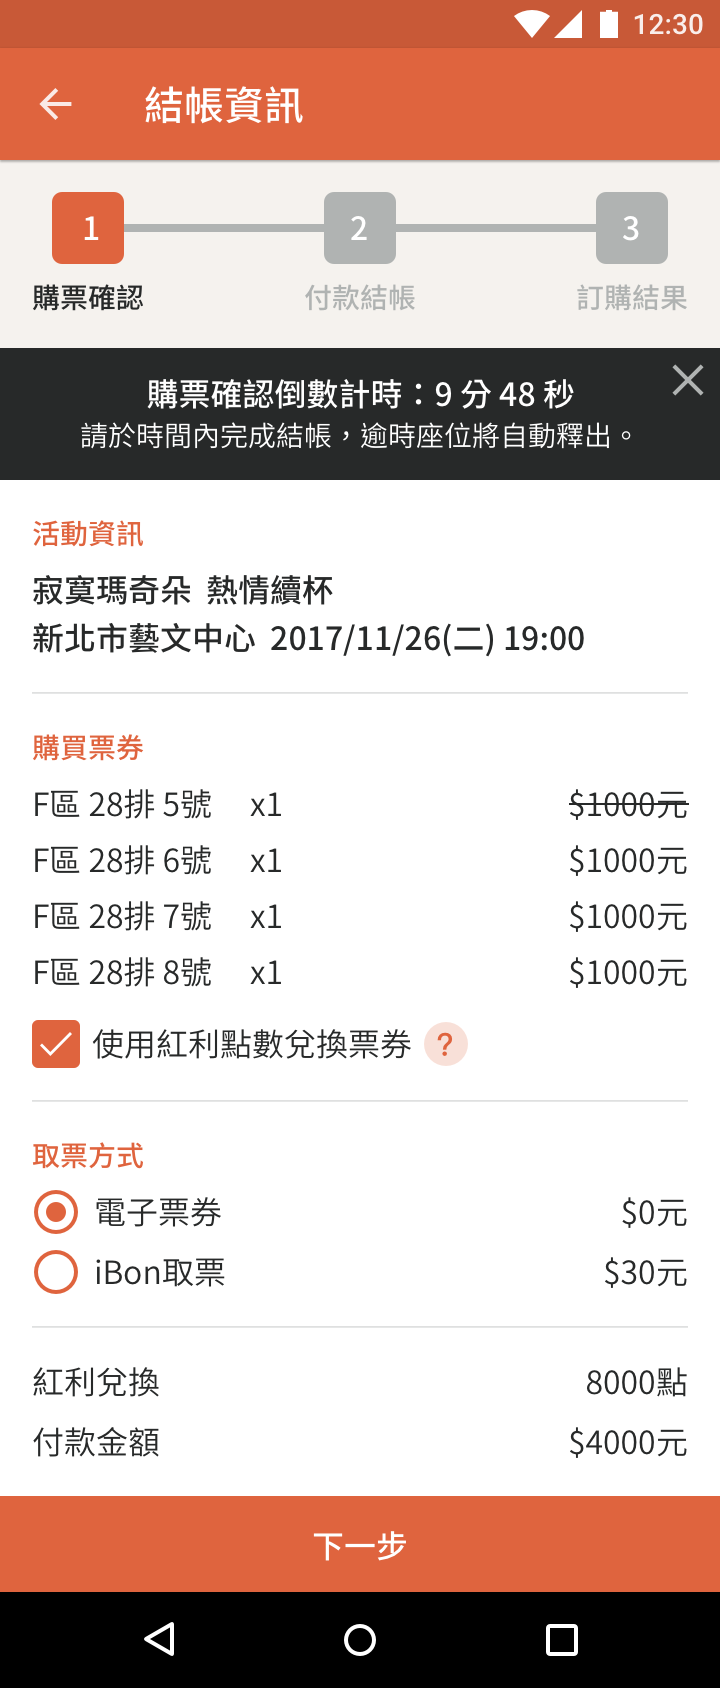 12:30
結帳資訊
1 2 3
購票確認 付款結帳 訂購結果
購票確認倒數計時：9 分 48 秒
請於時間內完成結帳，逾時座位將自動釋出。
活動資訊
寂寞瑪奇朵 熱情續杯
新北市藝文中心 2017/11/26(二) 19:00
購買票券
F區 28排 5號 x1 $1000元
F區 28排 6號 x1 $1000元
F區 28排 7號 x1 $1000元
F區 28排 8號 x1 $1000元
使用紅利點數兌換票券 ?
取票方式
電子票券 $0元
iBon取票 $30元
紅利兌換 8000點
付款金額 $4000元
下一步